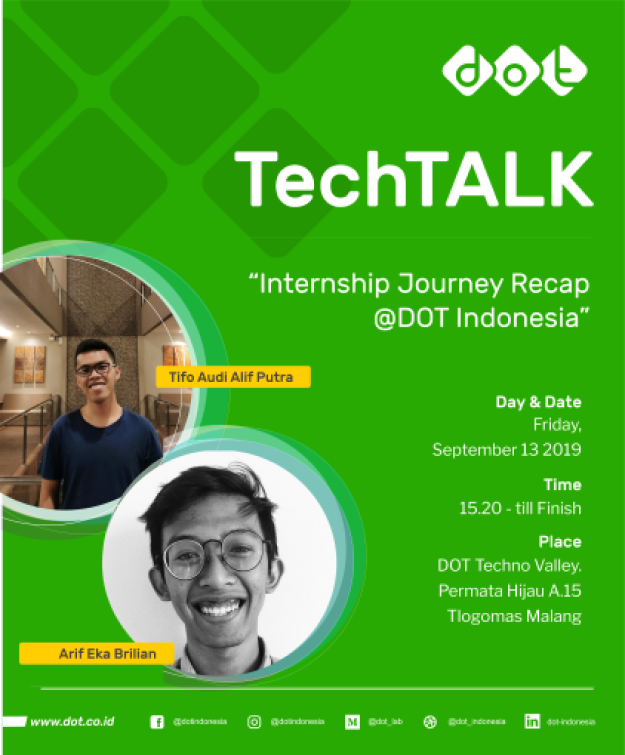 dot
TechTALK
“Internship Journey Recap
@DOT Indonesia”
Tifo Audi Alif Putra
Day & Date
Friday,
September 13 2019
Time
15.20 - till Finish
Place
DOT Techno Valley.
Permata Hijau A.15
Tlogomas Malang
Arif Eka Brilian
www.dot.co.id
@dotindonesia
@dotindonesia
@dot_lab
@dot_indonesia
dot-indonesia